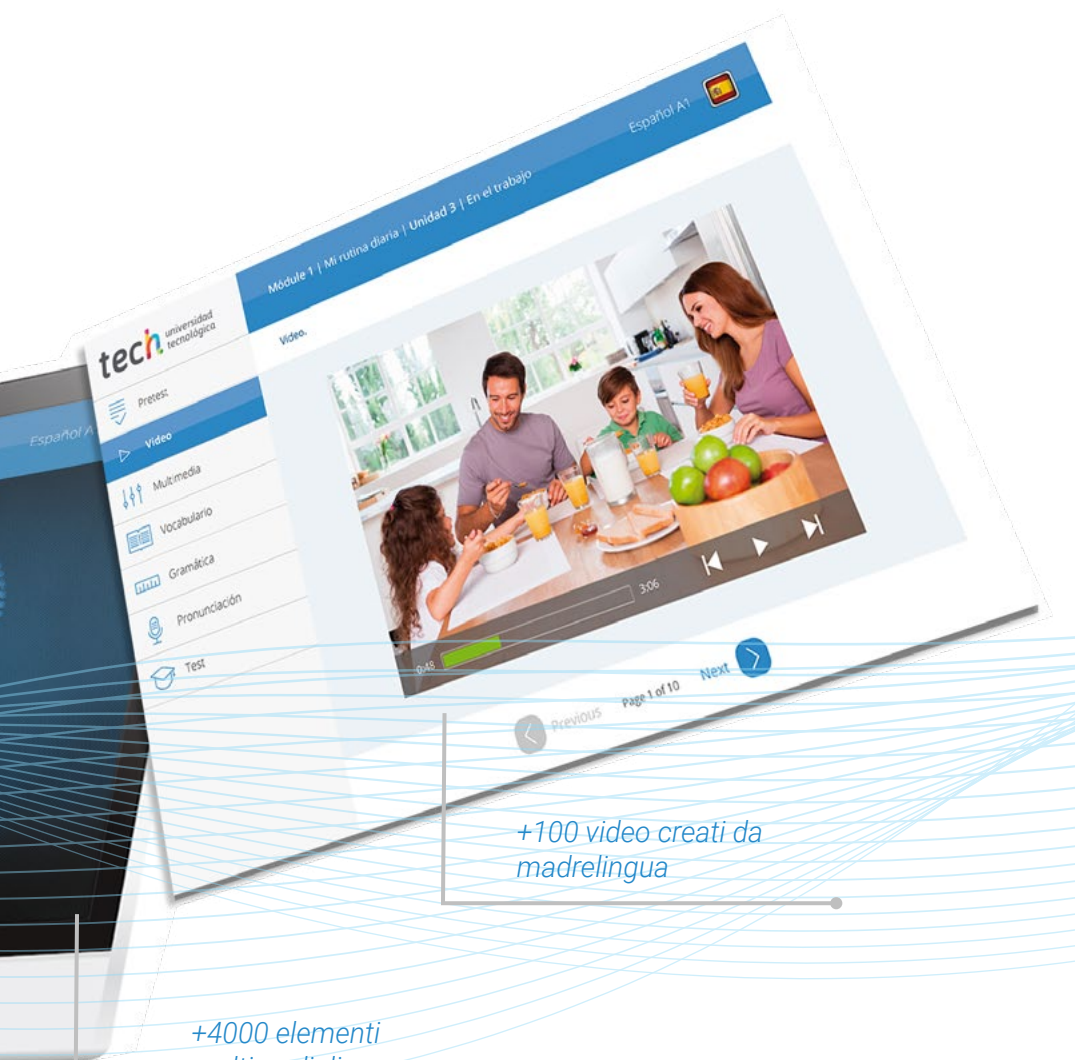 Español A1
Módule 1 | Mi rutina diaria | Unidad 3 | En el trabajo
tech universidad
tecnológica
Video.
Pretest
Español A
Video
Multimedia
Vocabulario
Gramática
Pronunciación
Test
0:48
3:06
Previous
Page 1 of 10
Next
+100 video creati da
madrelingua
+4000 elementi